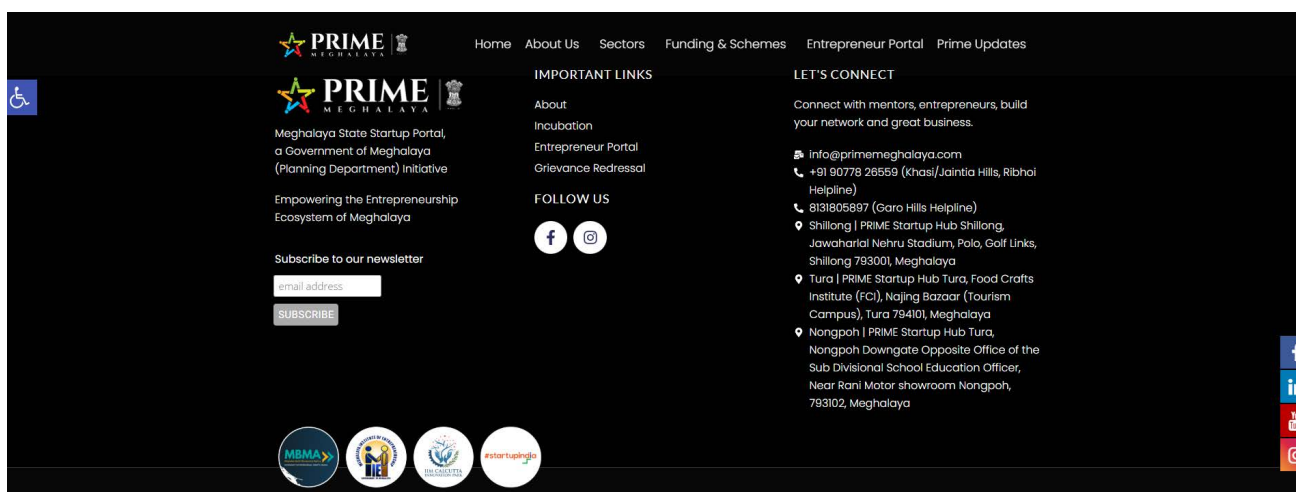 PRIME
MEGHALAYA
Home About Us Sectors Funding & Schemes Entrepreneur Portal Prime Updates
PRIME
MEGHALAYA
Meghalaya State Startup Portal,
a Government of Meghalaya
(Planning Department) Initiative
Empowering the Entrepreneurship
Ecosystem of Meghalaya
Subscribe to our newsletter
email address
SUBSCRIBE
IMPORTANT LINKS
About
Incubation
Entrepreneur Portal
Grievance Redressal
FOLLOW US
LET'S CONNECT
Connect with mentors, entrepreneurs, build
your network and great business.
info@primemeghalaya.com
+91 90778 26559 (Khasi/Jaintia Hills, Ribhoi
Helpline)
8131805897 (Garo Hills Helpline)
Shillong | PRIME Startup Hub Shillong,
Jawaharlal Nehru Stadium, Polo, Golf Links,
Shillong 793001, Meghalaya
Tura | PRIME Startup Hub Tura, Food Crafts
Institute (FCI), Najing Bazaar (Tourism
Campus), Tura 794101, Meghalaya
Nongpoh | PRIME Startup Hub Tura,
Nongpoh Downgate Opposite Office of the
Sub Divisional School Education Officer,
Near Rani Motor showroom Nongpoh,
793102, Meghalaya
MBMA
IIM CALCUTTA
INNOVATION PARK
#startupindia